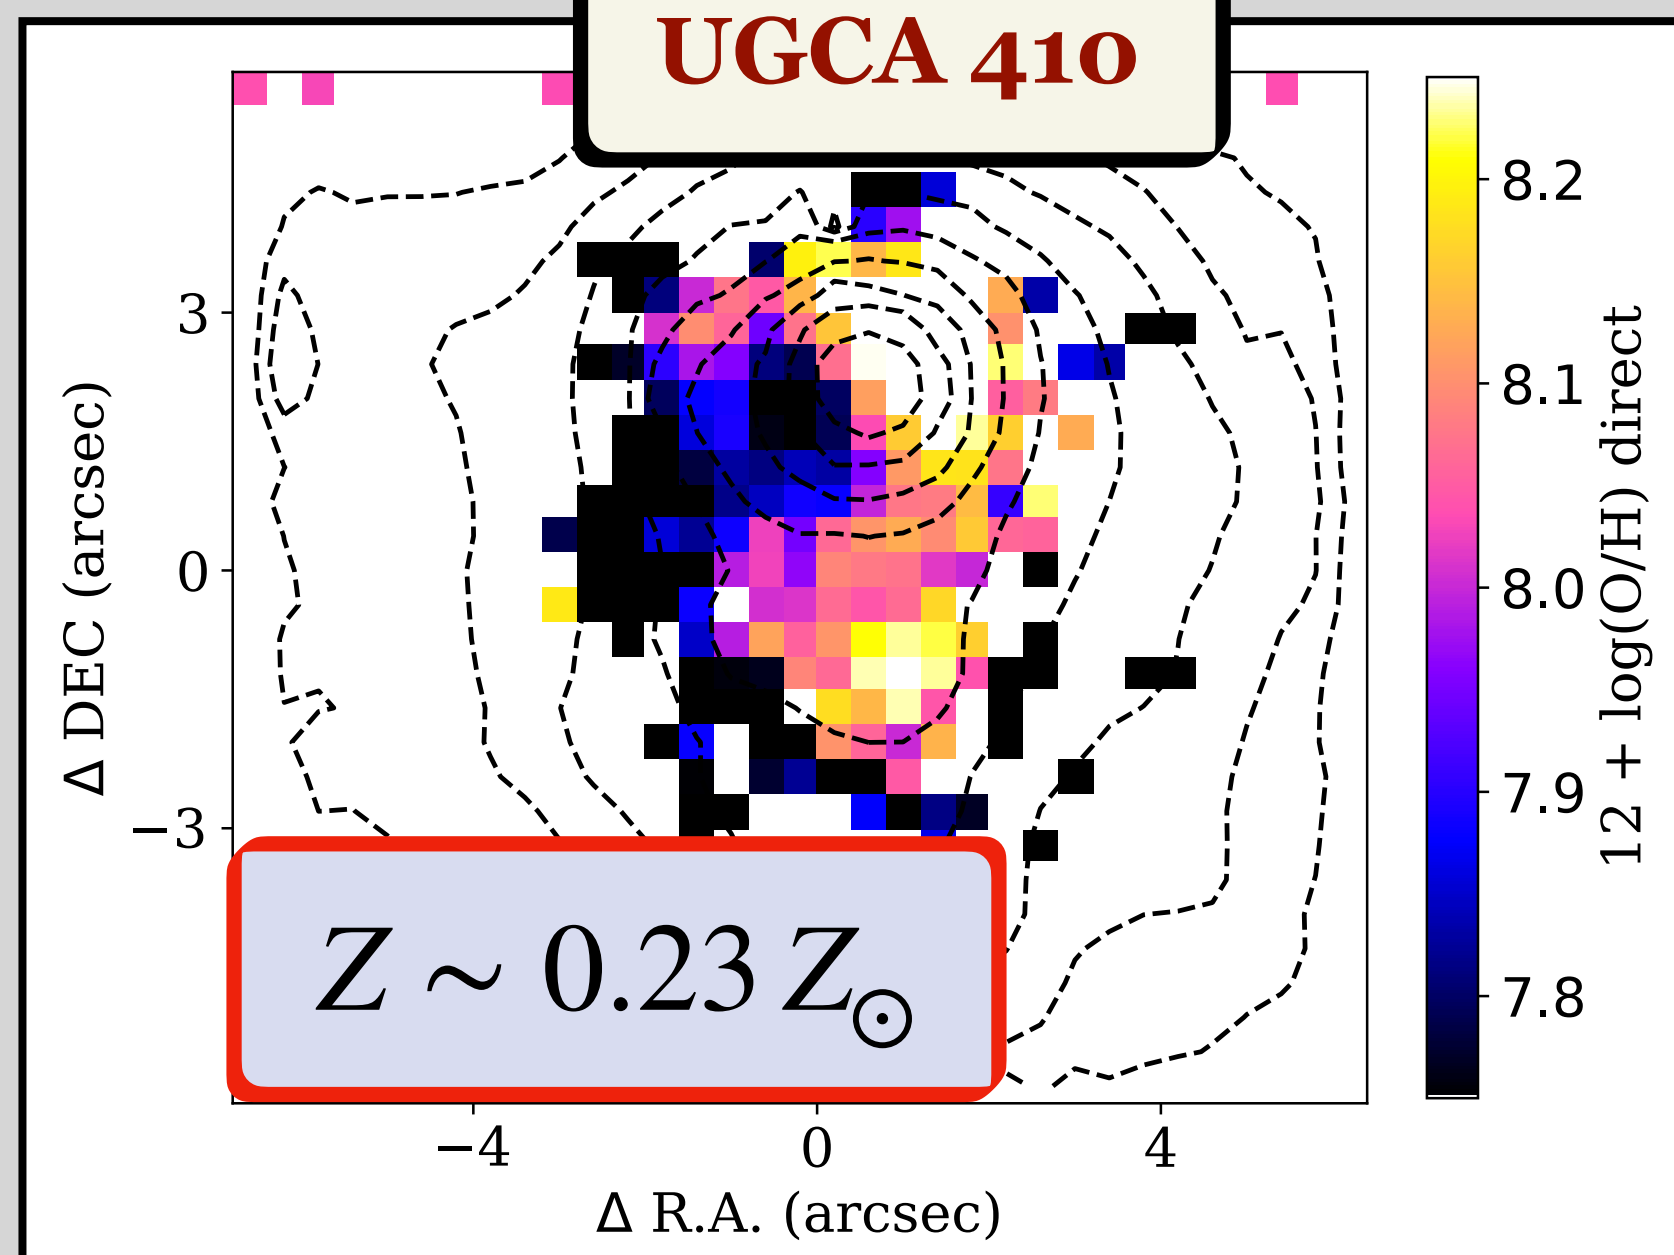 UGCA 410
3
0
−3
Δ DEC (arcsec)
Z ~ 0.23 Z☉
−4 0 4
Δ R.A. (arcsec)
8.2
8.1
8.0
7.9
7.8
12 + log(O/H) direct